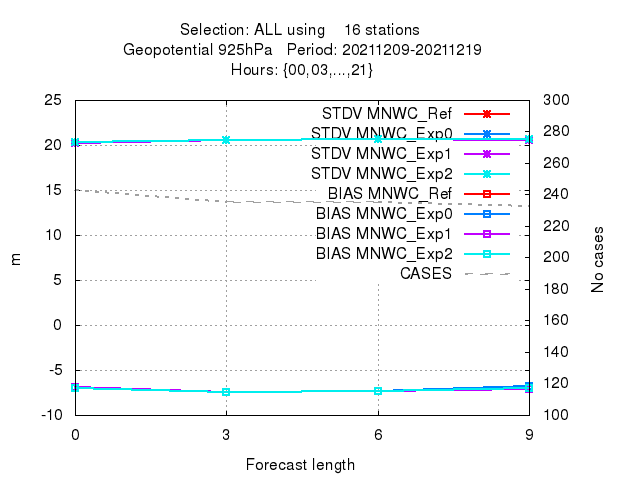 Selection: ALL using    16 stations
Geopotential 925hPa   Period: 20211209-20211219
Hours: {00,03,...,21}
25
20
15
10
5
0
-5
-10
m
300
280
260
240
220
200
180
160
140
120
100
No cases
STDV MNWC_Ref
STDV MNWC_Exp0
STDV MNWC_Exp1
STDV MNWC_Exp2
BIAS MNWC_Ref
BIAS MNWC_Exp0
BIAS MNWC_Exp1
BIAS MNWC_Exp2
CASES
0 3 6 9
Forecast length